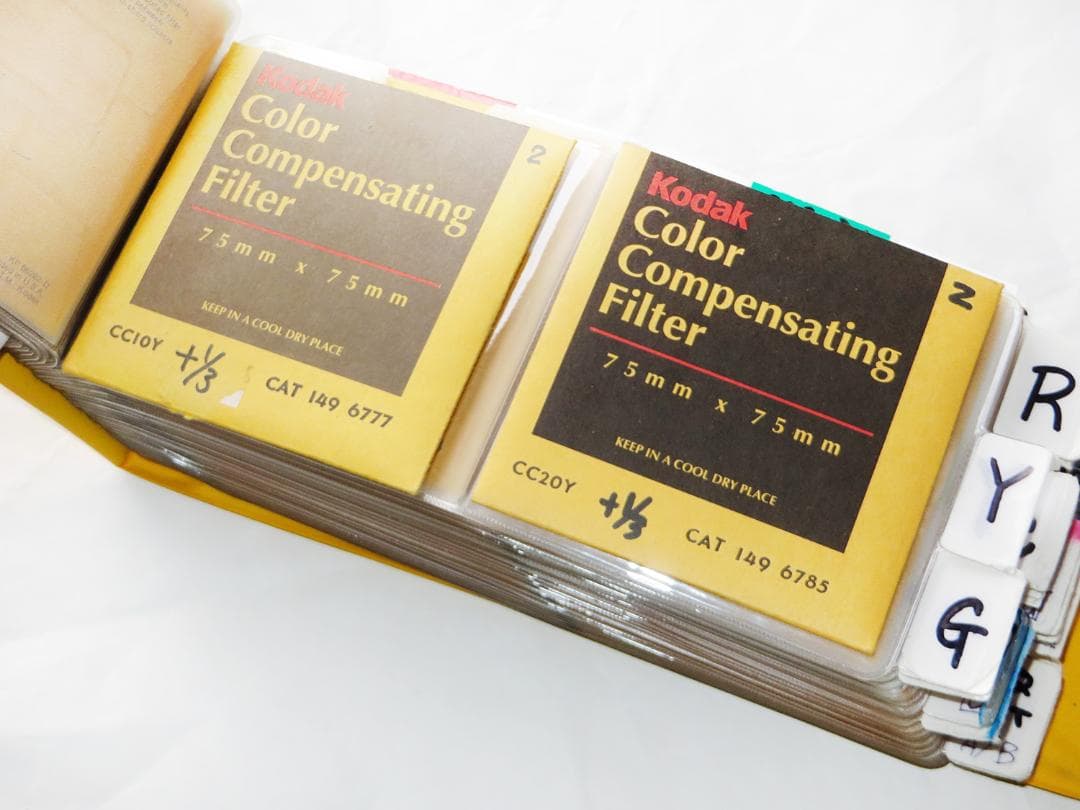 Kodak
Color
Compensating
Filter
75mm x 75mm
KEEP IN A COOL DRY PLACE
CC10Y +1/3 CAT 149 6777
2
Kodak
Color
Compensating
Filter
75mm x 75mm
KEEP IN A COOL DRY PLACE
CC20Y +1/3 CAT 149 6785
2
R
Y
G